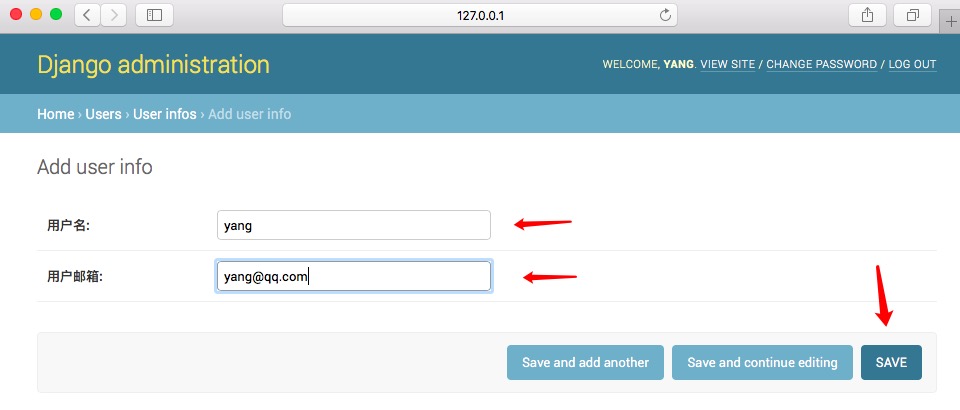 127.0.0.1
Django administration
WELCOME, YANG. VIEW SITE / CHANGE PASSWORD / LOG OUT
Home › Users › User infos › Add user info
Add user info
用户名: yang
用户邮箱: yang@qq.com
Save and add another Save and continue editing SAVE